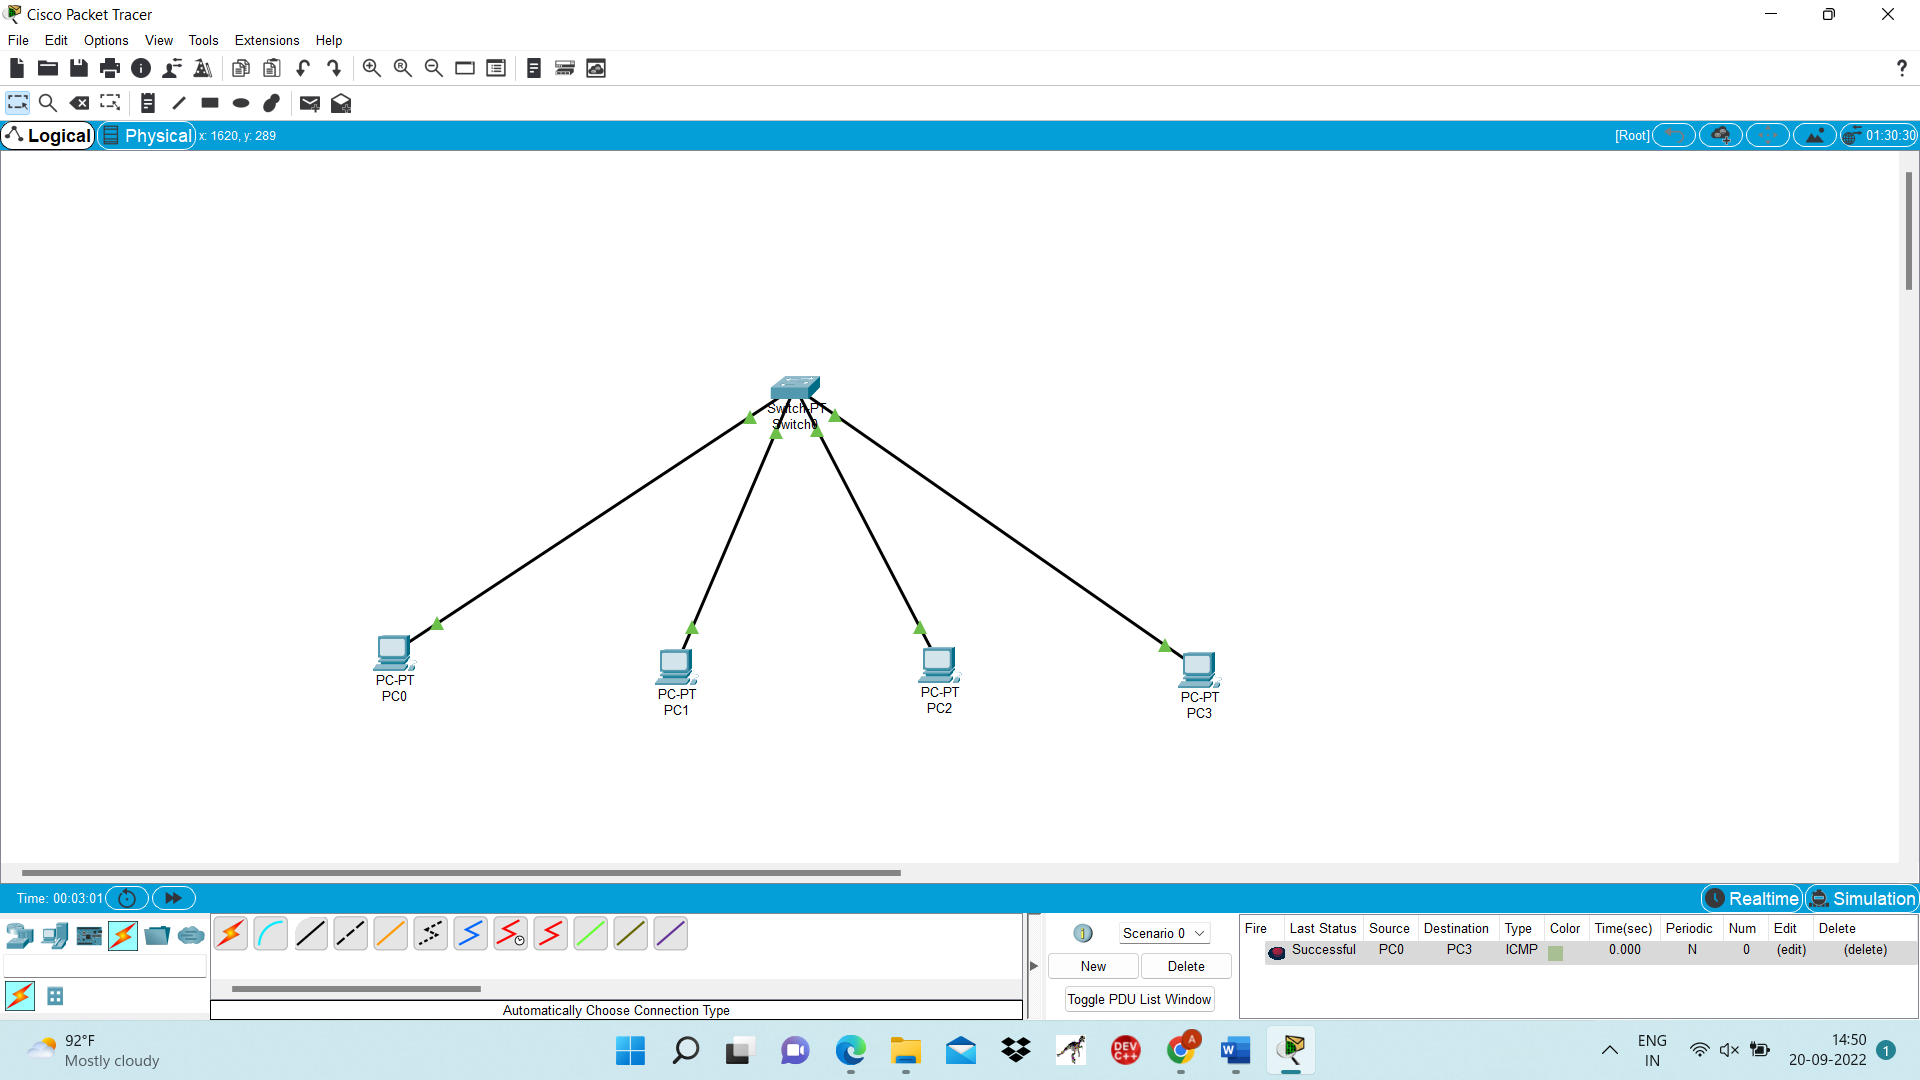 Cisco Packet Tracer
File Edit Options View Tools Extensions Help
?
Logical Physical x: 1620, y: 289 [Root] 01:30:30
Switch-PT
Switch0
PC-PT
PC0
PC-PT
PC1
PC-PT
PC2
PC-PT
PC3
Time: 00:03:01 Realtime Simulation
Scenario 0
New Delete
Toggle PDU List Window
Fire Last Status Source Destination Type Color Time(sec) Periodic Num Edit Delete
Successful PC0 PC3 ICMP 0.000 N 0 (edit) (delete)
Automatically Choose Connection Type
92°F
Mostly cloudy
DEV
C++
A
W
ENG
IN
14:50
20-09-2022
1